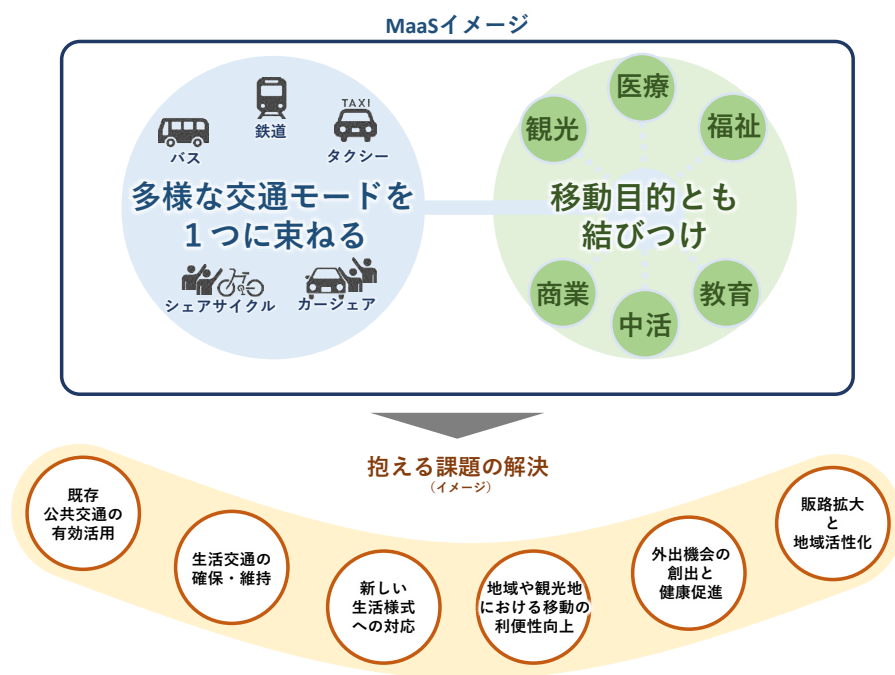 MaaSイメージ
バス
鉄道
TAXI
タクシー
多様な交通モードを
１つに束ねる
シェアサイクル
カーシェア
医療
観光
福祉
移動目的とも
結びつけ
商業
中活
教育
抱える課題の解決
（イメージ）
既存
公共交通の
有効活用
生活交通の
確保・維持
新しい
生活様式
への対応
地域や観光地
における移動の
利便性向上
外出機会の
創出と
健康促進
販路拡大
と
地域活性化